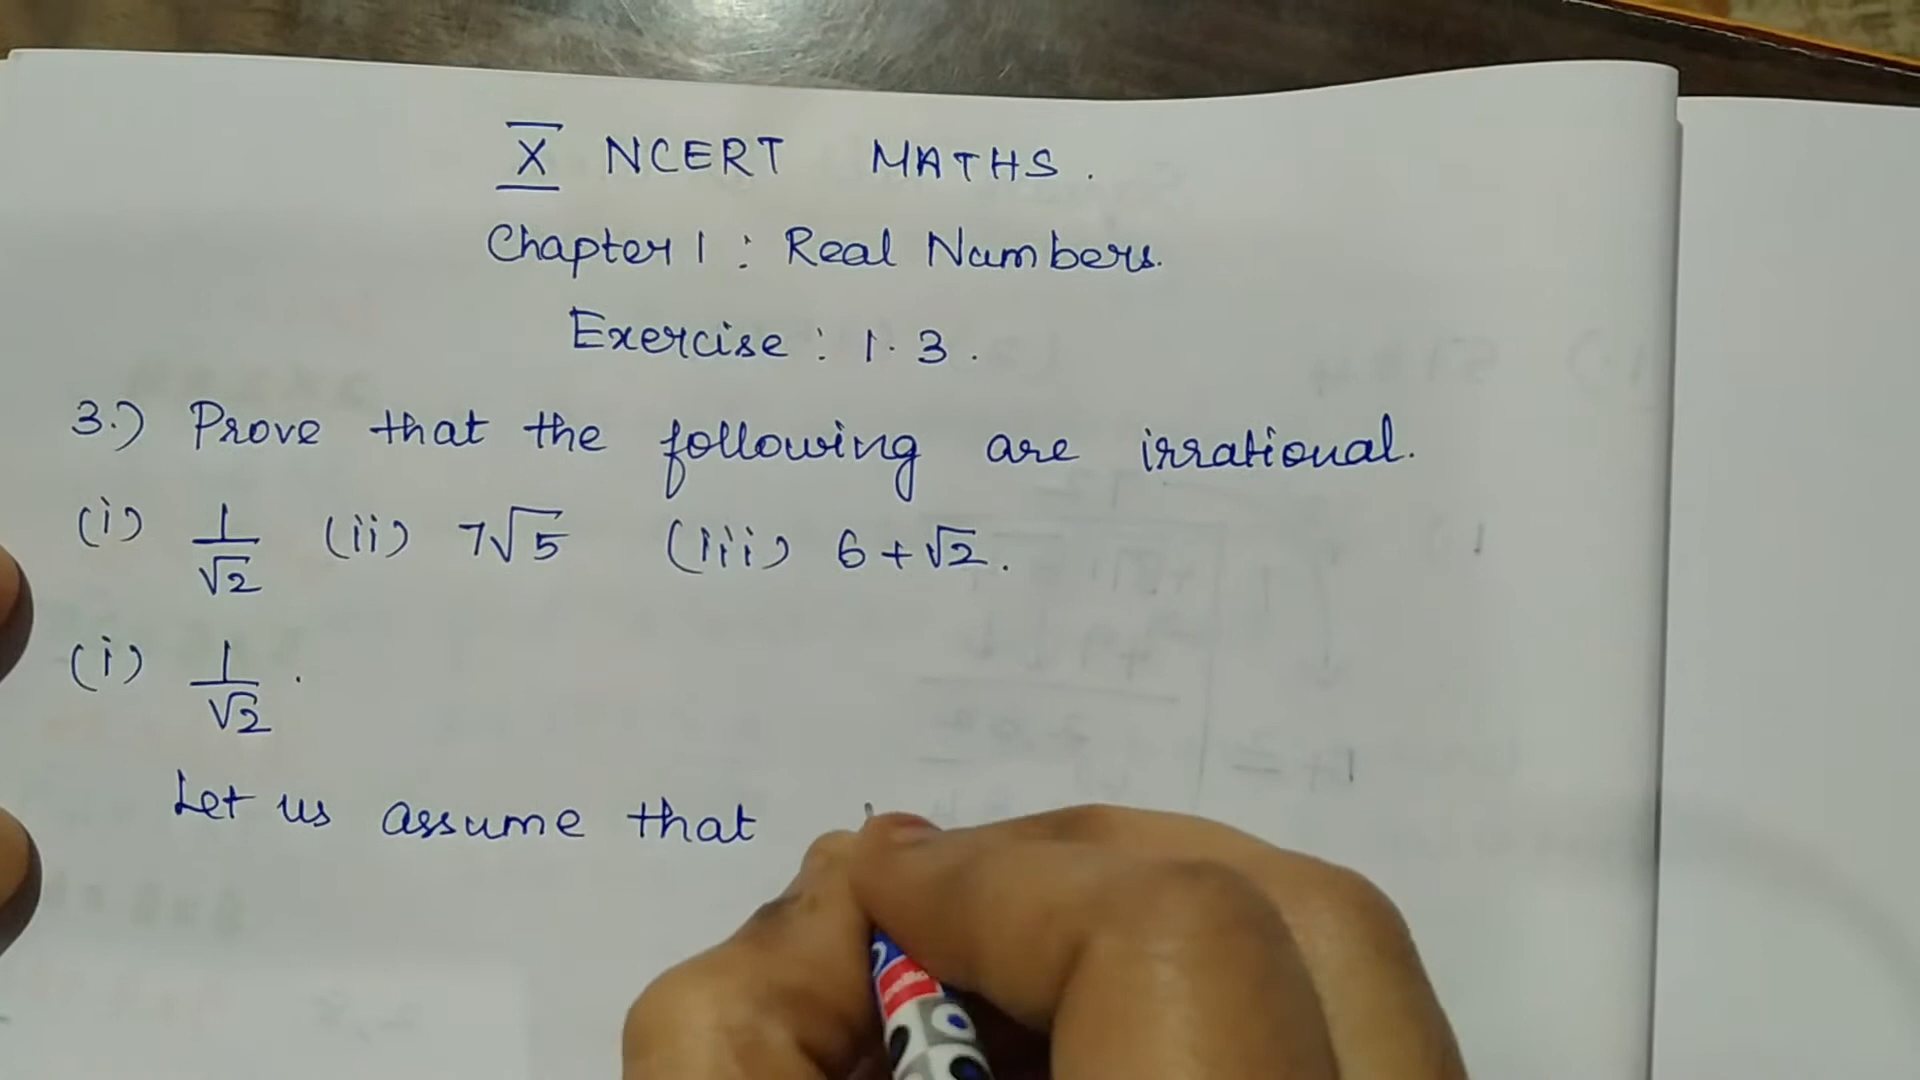 X NCERT MATHS.
Chapter 1 : Real Numbers.
Exercise : 1.3.
3.) Prove that the following are irrational.
(i) 1/√2 (ii) 7√5 (iii) 6+√2.
(i) 1/√2.
Let us assume that